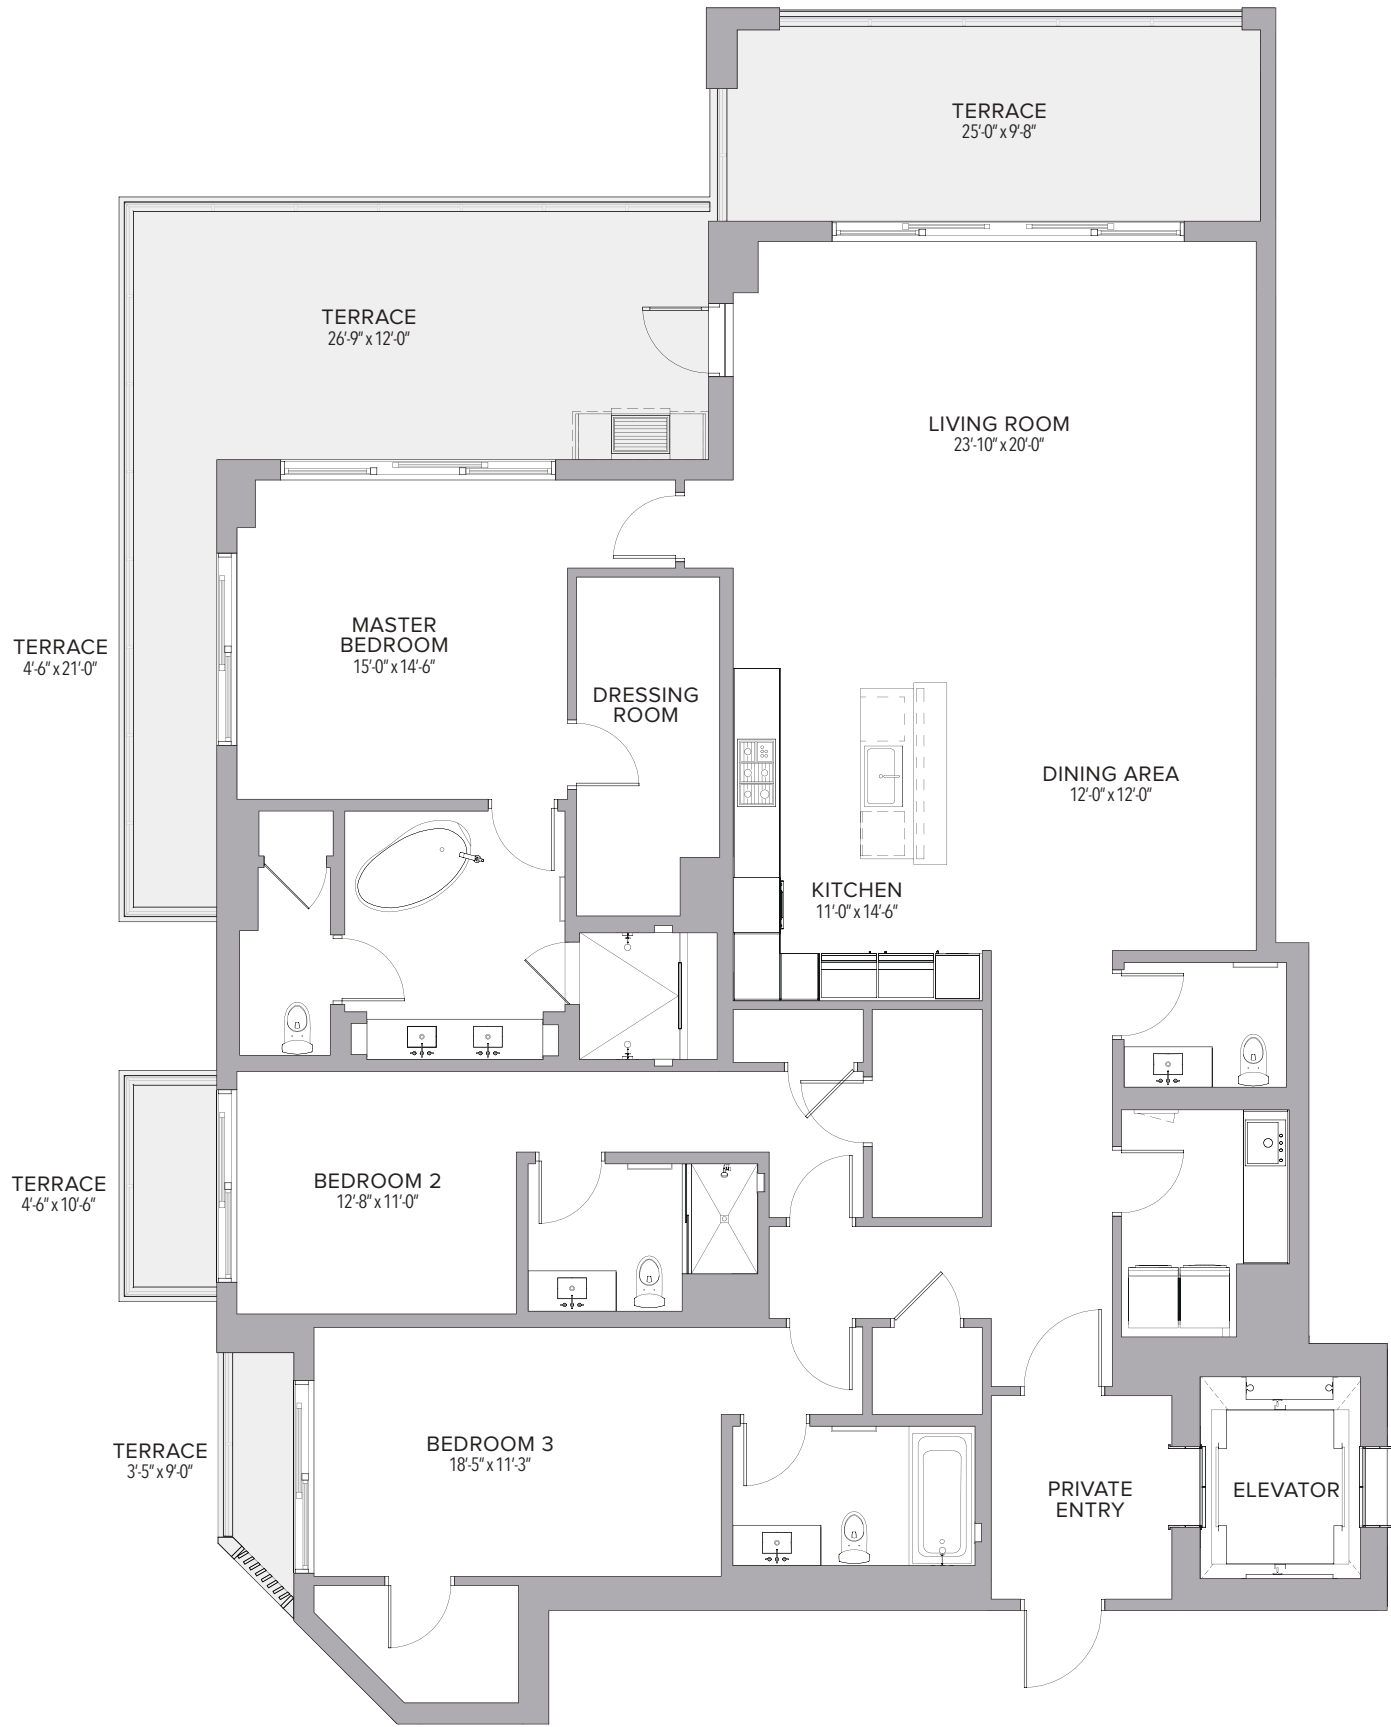 TERRACE
25'-0" x 9'-8"
TERRACE
26'-9" x 12'-0"
LIVING ROOM
23'-10" x 20'-0"
MASTER
BEDROOM
15'-0" x 14'-6"
TERRACE
4'-6" x 21'-0"
DRESSING
ROOM
DINING AREA
12'-0" x 12'-0"
KITCHEN
11'-0" x 14'-6"
TERRACE
4'-6" x 10'-6"
BEDROOM 2
12'-8" x 11'-0"
TERRACE
3'-5" x 9'-0"
BEDROOM 3
18'-5" x 11'-3"
PRIVATE
ENTRY
ELEVATOR